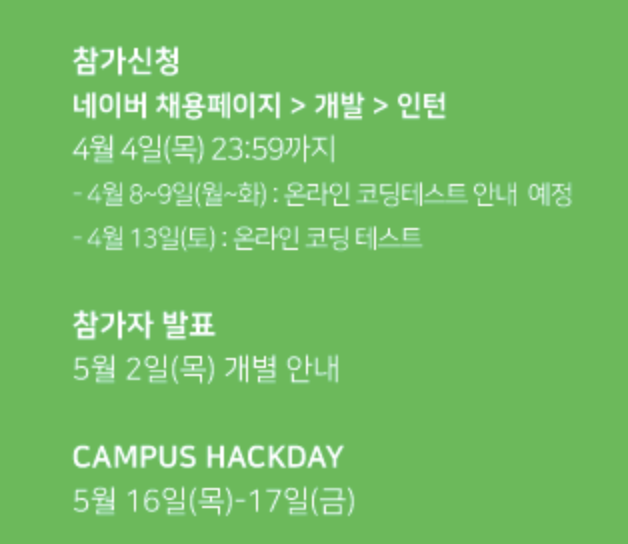 참가신청
네이버 채용페이지 > 개발 > 인턴
4월 4일(목) 23:59까지
- 4월 8~9일(월~화) : 온라인 코딩테스트 안내 예정
- 4월 13일(토) : 온라인 코딩 테스트
참가자 발표
5월 2일(목) 개별 안내
CAMPUS HACKDAY
5월 16일(목)-17일(금)